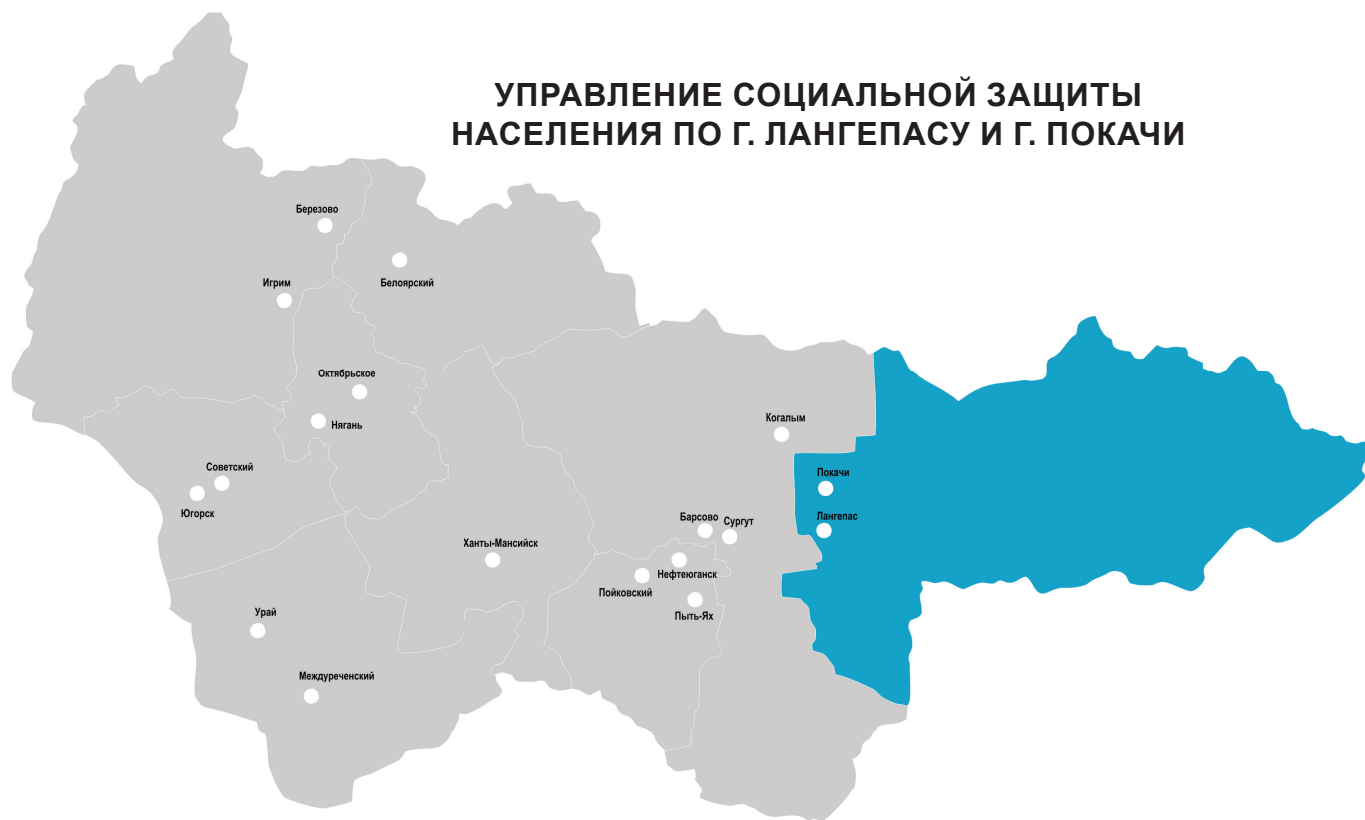 УПРАВЛЕНИЕ СОЦИАЛЬНОЙ ЗАЩИТЫ
НАСЕЛЕНИЯ ПО Г. ЛАНГЕПАСУ И Г. ПОКАЧИ
Березово
Белоярский
Игрим
Октябрьское
Нягань
Когалым
Советский
Югорск
Покачи
Лангепас
Барсово
Сургут
Ханты-Мансийск
Нефтеюганск
Пойковский
Пыть-Ях
Урай
Междуреченский